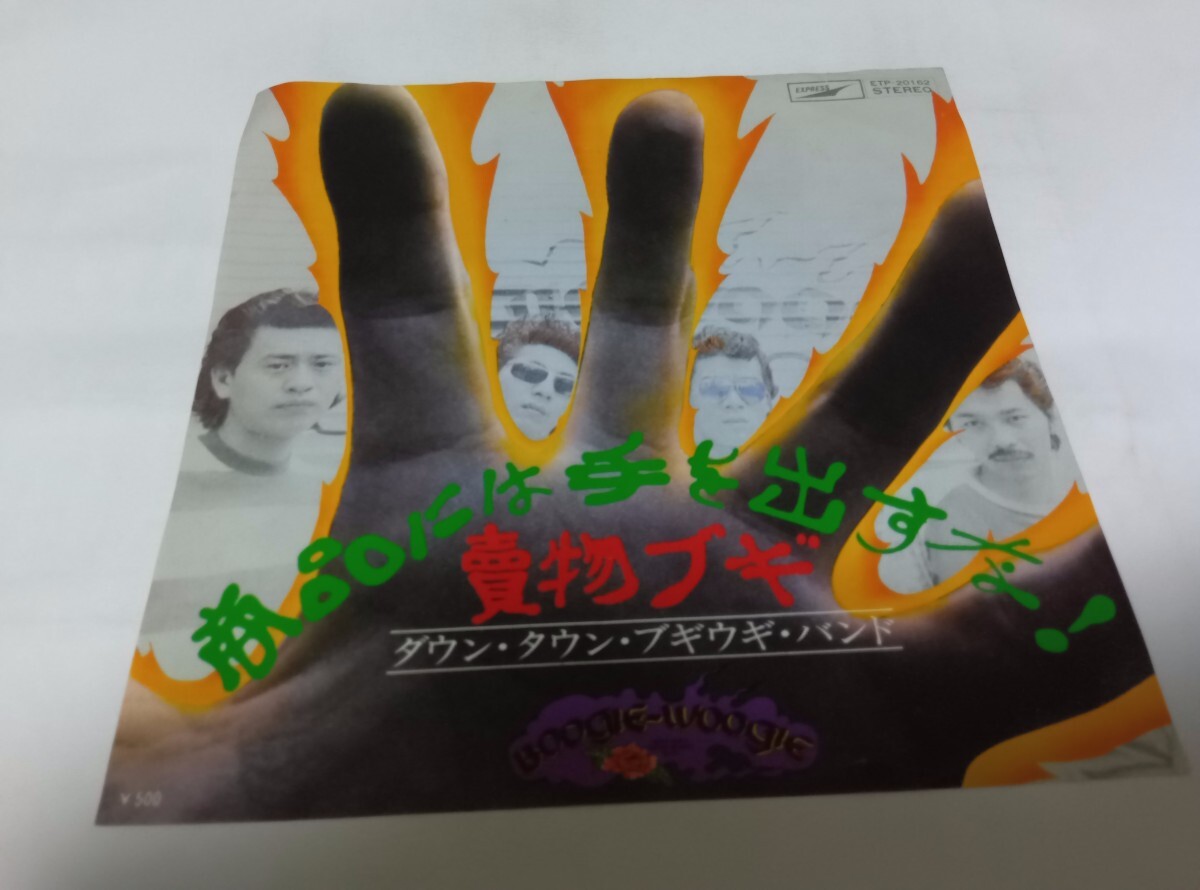 EXPRESS
ETP-20162
STEREO
商品には手を出すな!
賣物ブギ
ダウン・タウン・ブギウギ・バンド
BOOGIE-WOOGIE
¥500